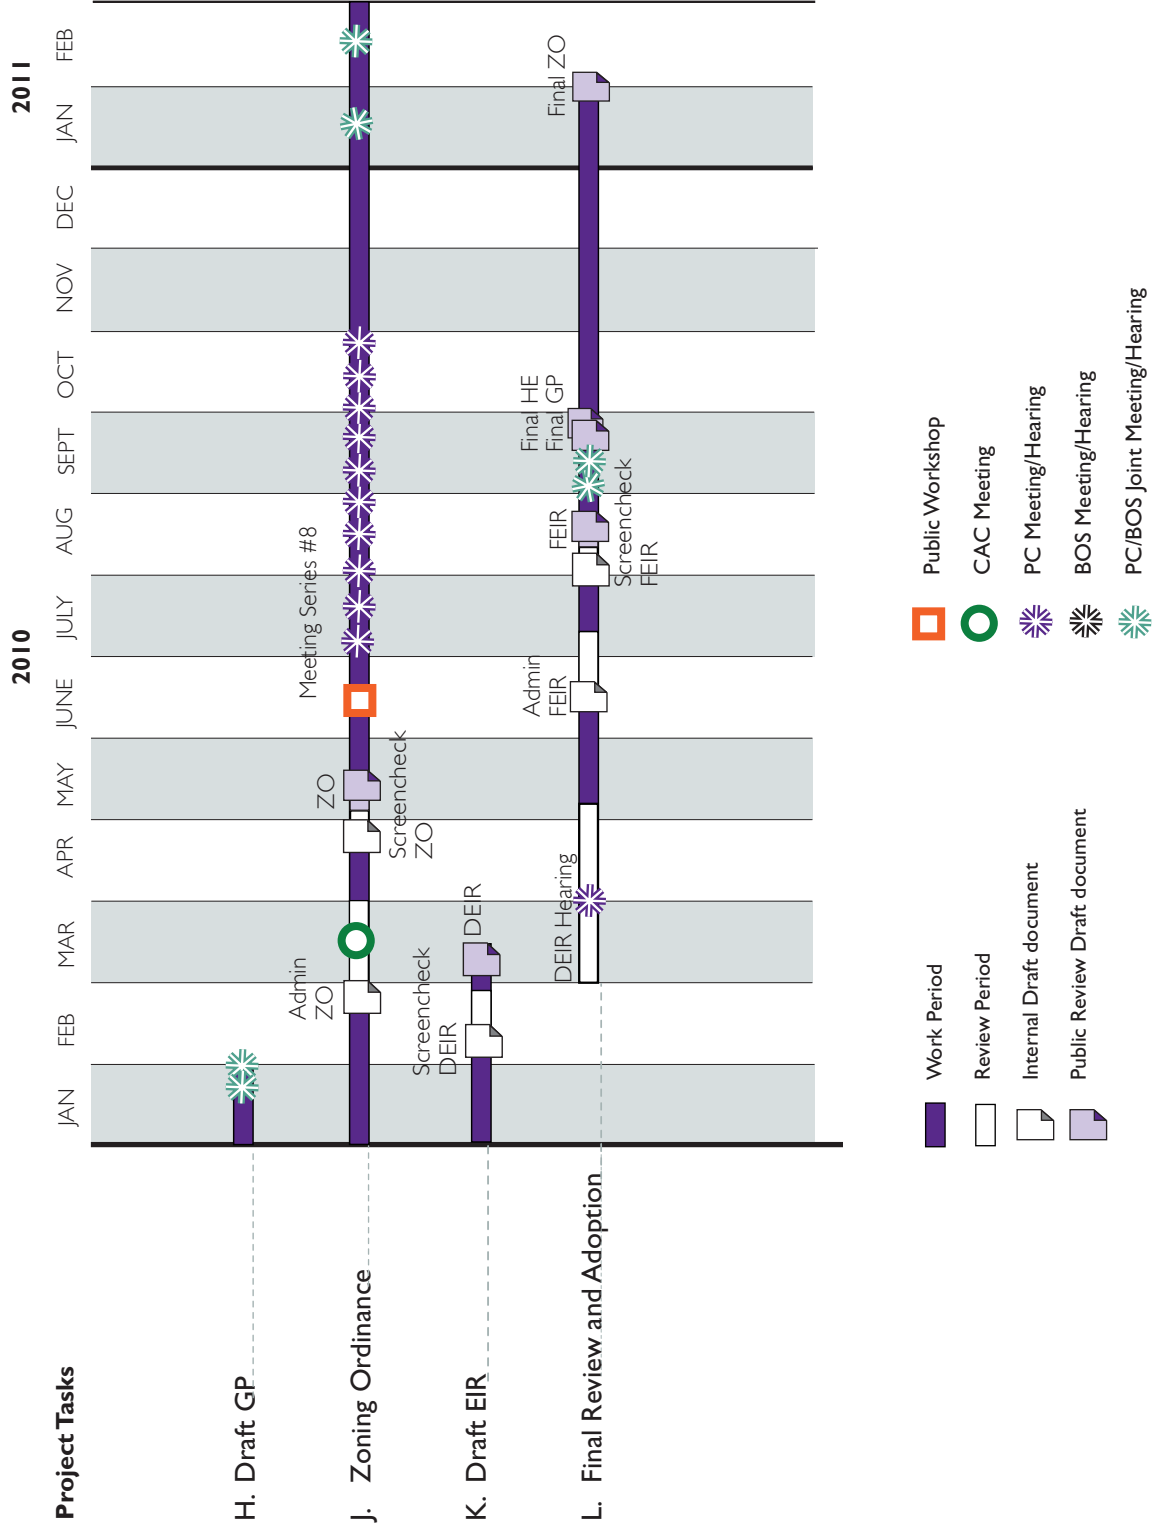 2010
2011
Project Tasks
JAN
FEB
MAR
APR
MAY
JUNE
JULY
AUG
SEPT
OCT
NOV
DEC
JAN
FEB
H. Draft GP
J. Zoning Ordinance
Admin
ZO
Screencheck
ZO
ZO
Meeting Series #8
K. Draft EIR
Screencheck
DEIR
DEIR
L. Final Review and Adoption
DEIR Hearing
Admin
FEIR
Screencheck
FEIR
FEIR
Final HE
Final GP
Final ZO
Work Period
Review Period
Internal Draft document
Public Review Draft document
Public Workshop
CAC Meeting
PC Meeting/Hearing
BOS Meeting/Hearing
PC/BOS Joint Meeting/Hearing